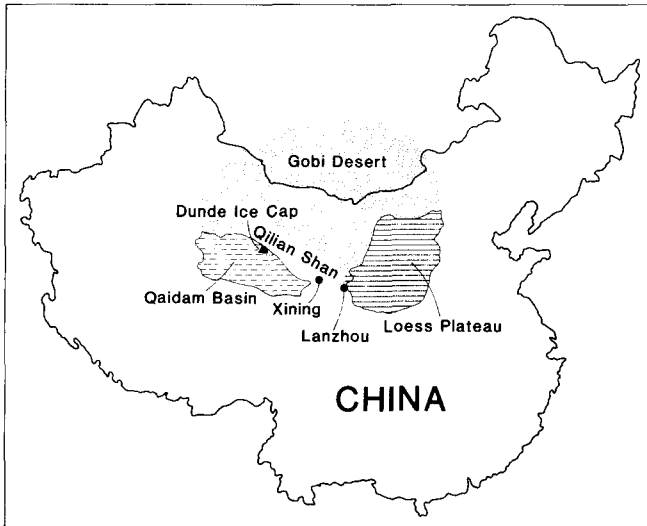 Gobi Desert
Dunde Ice Cap
Qilian Shan
Qaidam Basin
Xining
Lanzhou
Loess Plateau
CHINA